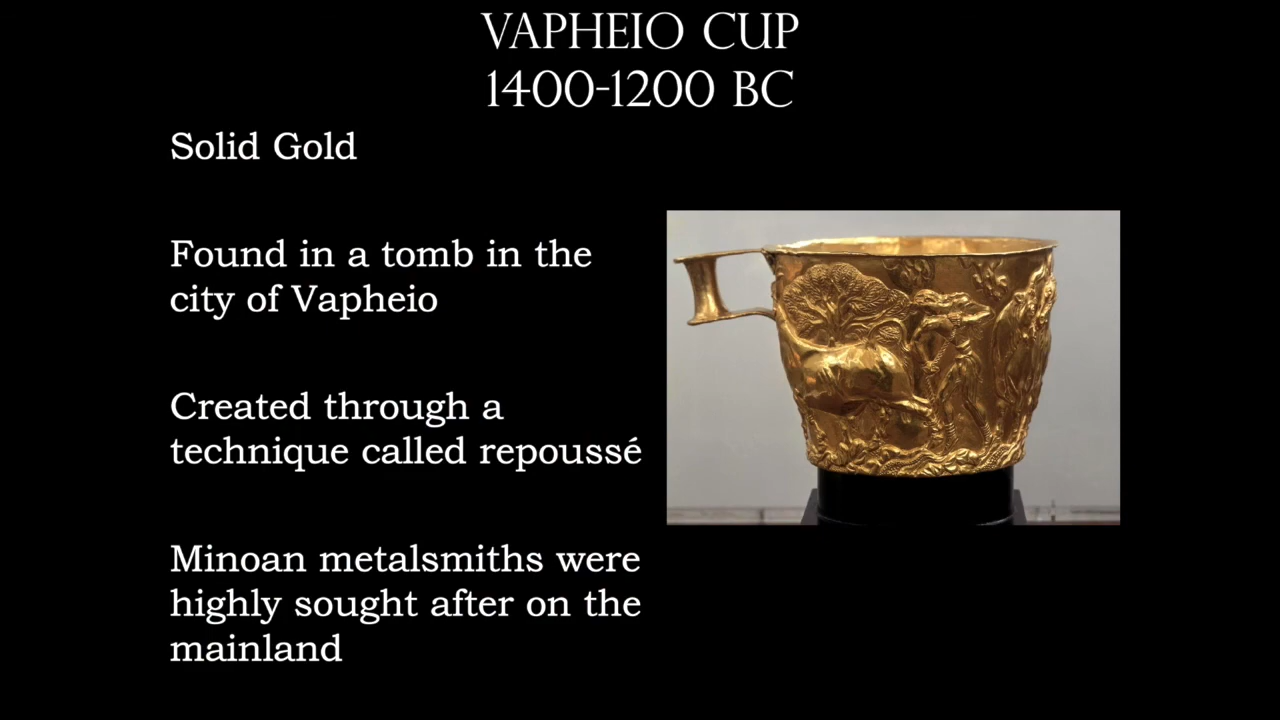 VAPHEIO CUP
1400-1200 BC
Solid Gold
Found in a tomb in the
city of Vapheio
Created through a
technique called repoussé
Minoan metalsmiths were
highly sought after on the
mainland